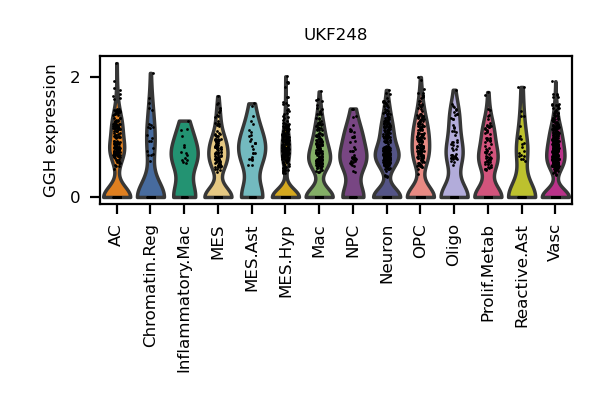 UKF248
GGH expression
2
0
AC
Chromatin.Reg
Inflammatory.Mac
MES
MES.Ast
MES.Hyp
Mac
NPC
Neuron
OPC
Oligo
Prolif.Metab
Reactive.Ast
Vasc